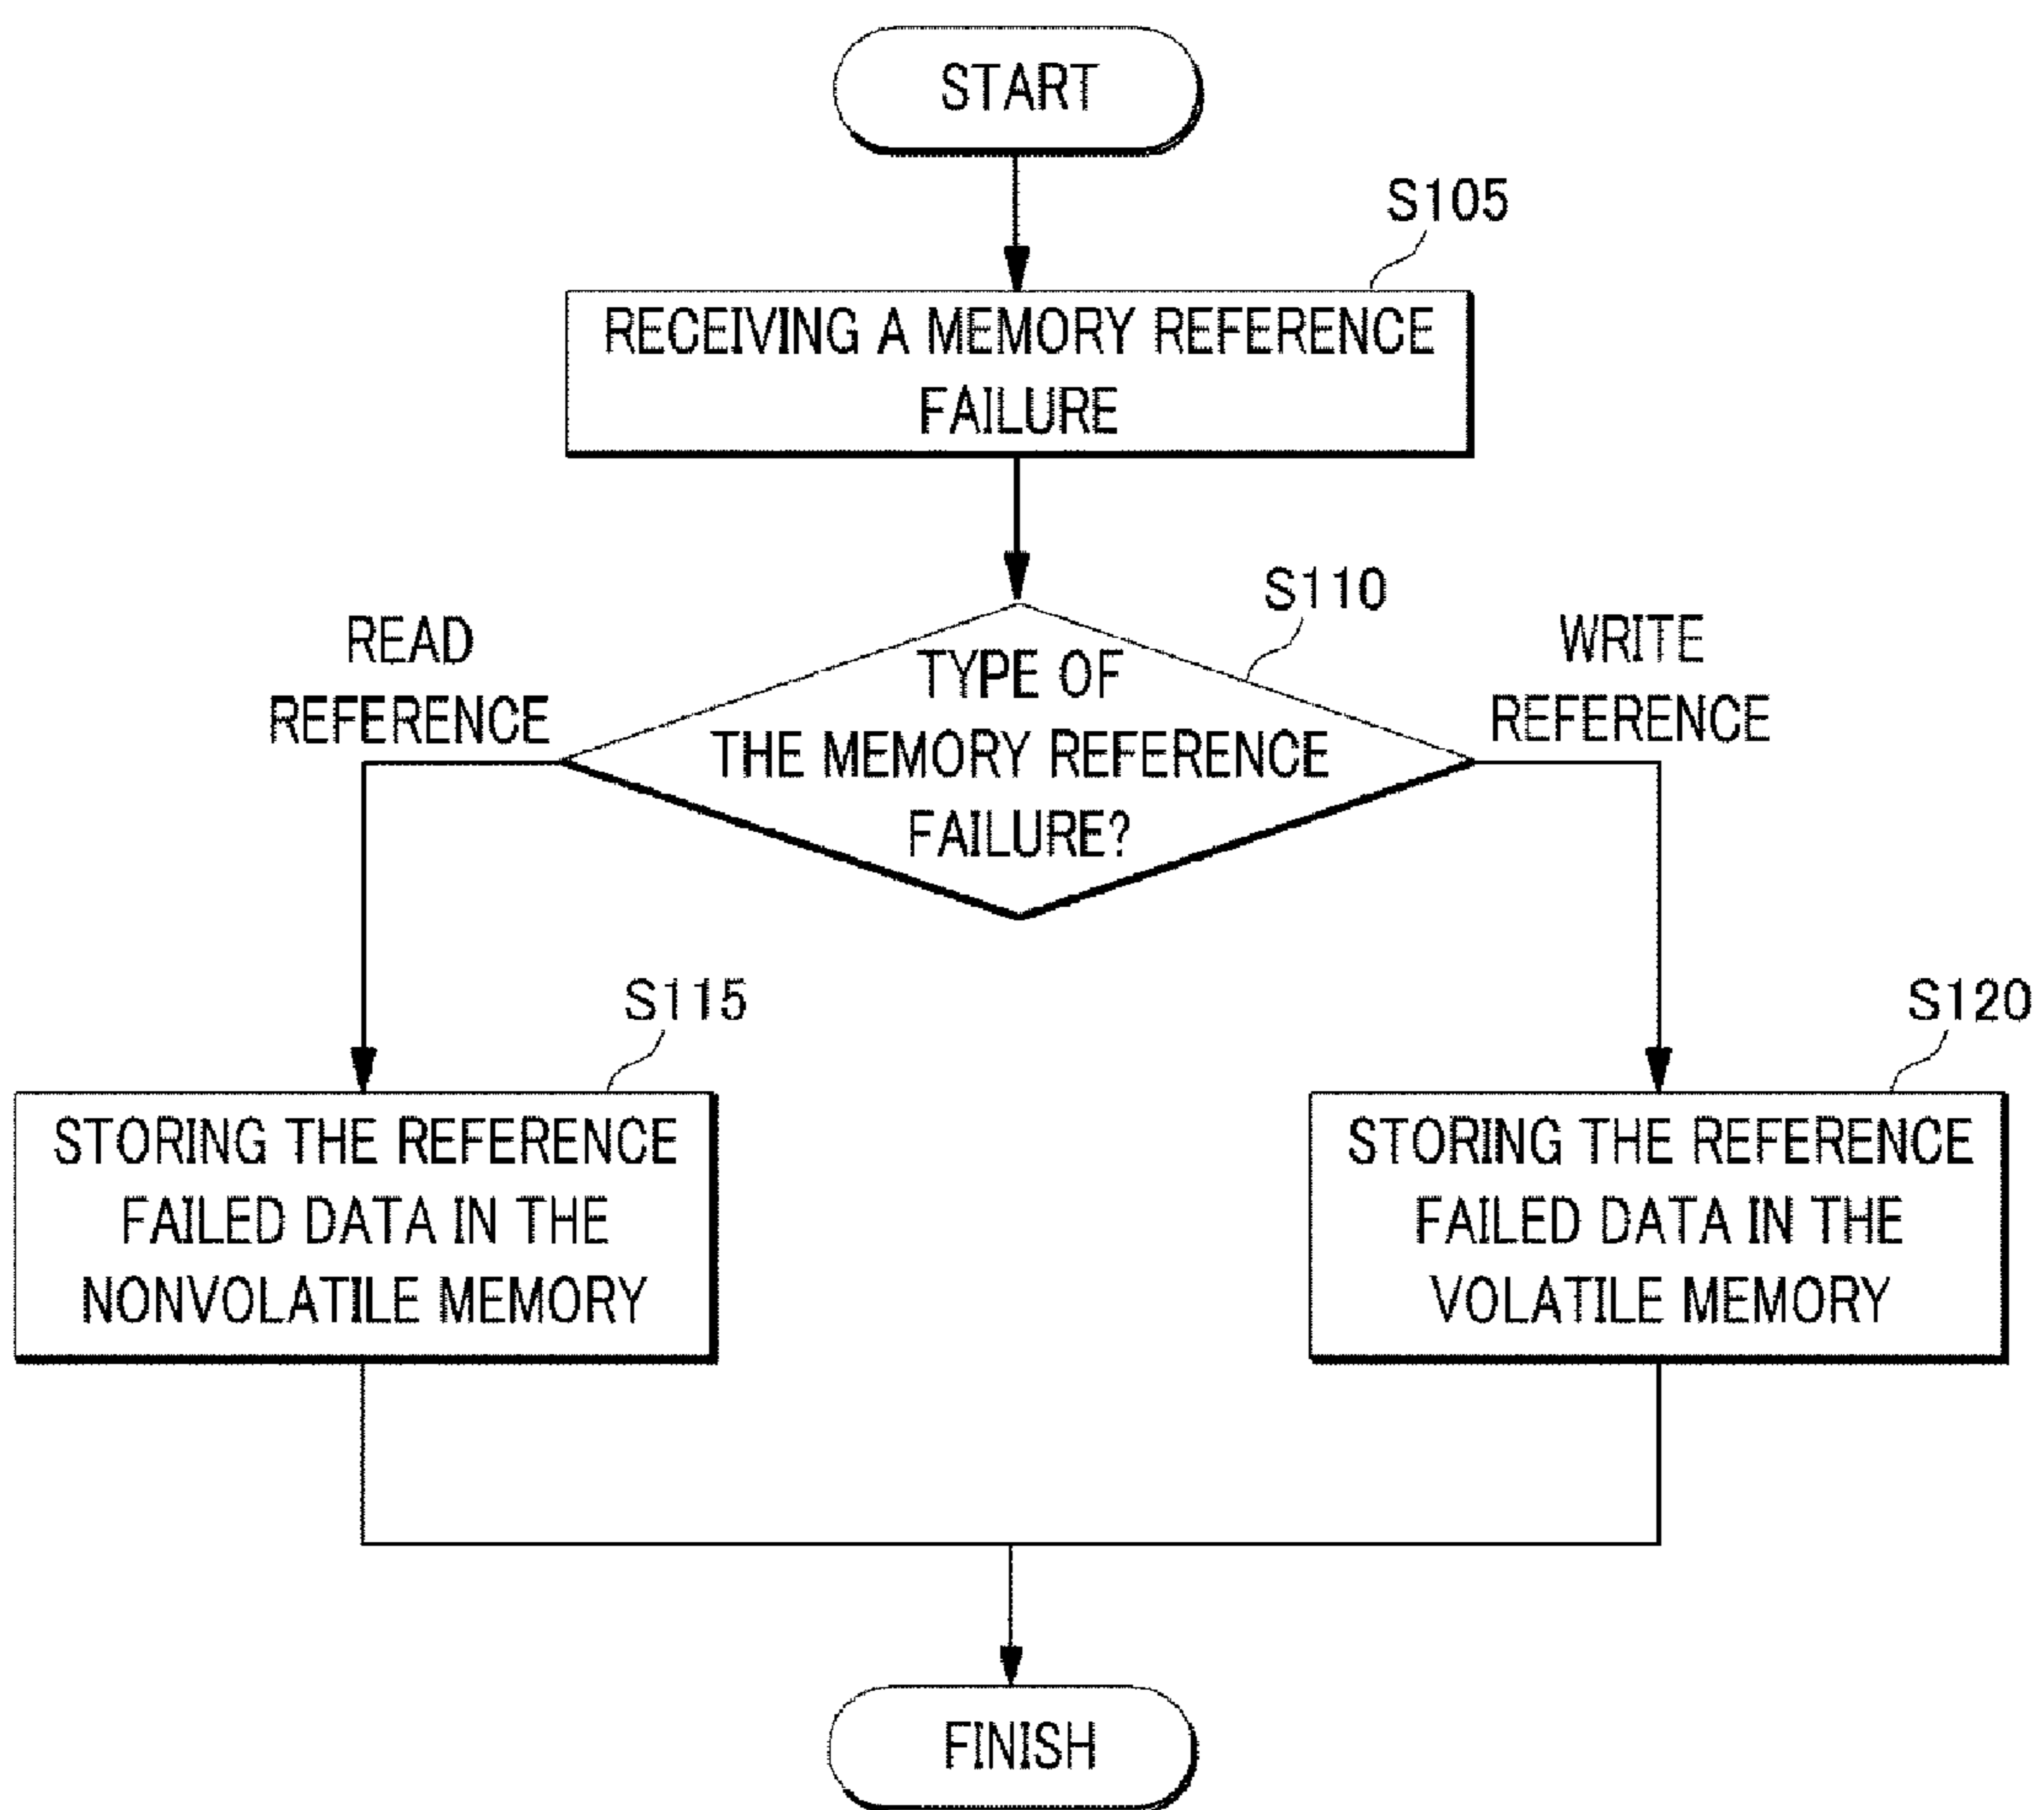 START
S105
RECEIVING A MEMORY REFERENCE
FAILURE
S110
READ
REFERENCE
TYPE OF
THE MEMORY REFERENCE
FAILURE?
WRITE
REFERENCE
S115
STORING THE REFERENCE
FAILED DATA IN THE
NONVOLATILE MEMORY
S120
STORING THE REFERENCE
FAILED DATA IN THE
VOLATILE MEMORY
FINISH